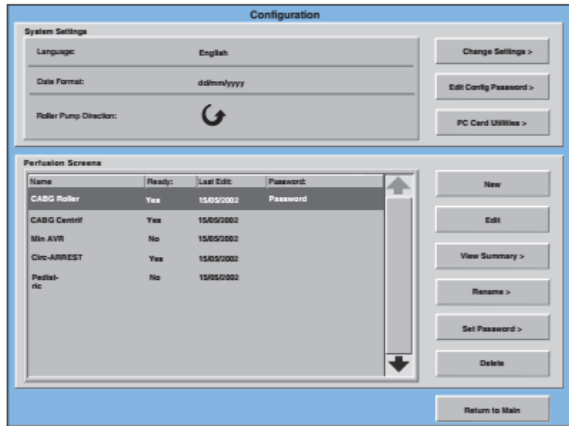 Configuration
System Settings
Language: English
Change Settings >
Date Format: dd/mm/yyyy
Edit Config Password >
Roller Pump Direction:
PC Card Utilities >
Perfusion Screens
Name Ready: Last Edit: Password:
New
CABG Roller Yes 15/05/2002 Password
CABG Centrif Yes 15/05/2002
Edit
Min AVR No 15/05/2002
Circ-ARREST Yes 15/05/2002
View Summary >
Pediat-
ric No 15/05/2002
Rename >
Set Password >
Delete
Return to Main